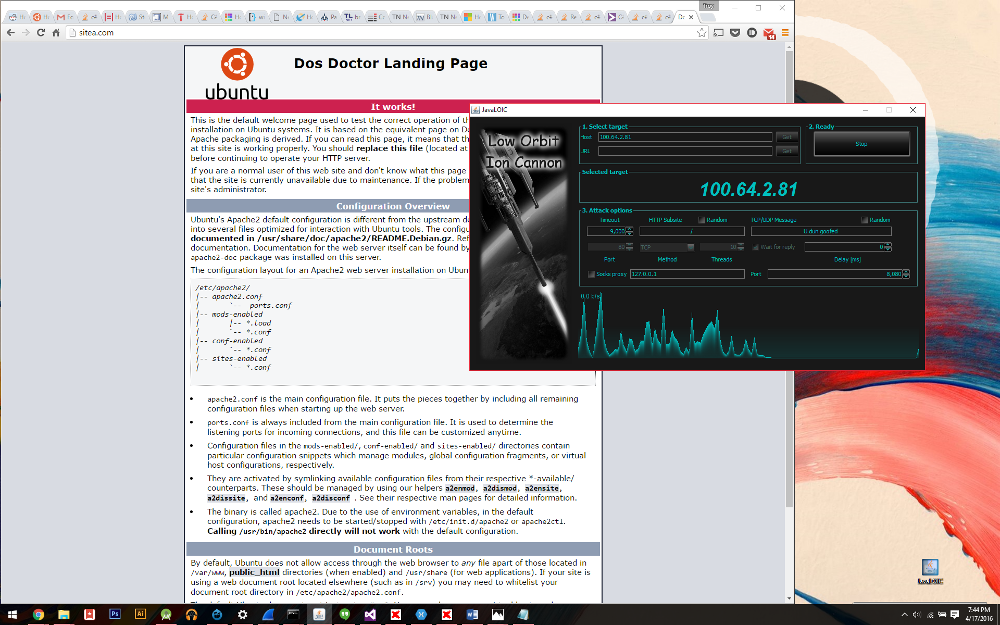 Troy
Ho
Ho
Fo
c#
Ho
St
M
Ho
C#
Ho
wi
Ne
Ho
Pa
TL br
Co
TN Ne
TN Bl
TN Ne
Ho
To
De
c#
Re
c#
C#
c#
c#
Do
sitea.com
14
ubuntu
Dos Doctor Landing Page
It works!
This is the default welcome page used to test the correct operation of th
installation on Ubuntu systems. It is based on the equivalent page on De
Apache packaging is derived. If you can read this page, it means that th
at this site is working properly. You should replace this file (located at
before continuing to operate your HTTP server.
If you are a normal user of this web site and don't know what this page
that the site is currently unavailable due to maintenance. If the problem
site's administrator.
Configuration Overview
Ubuntu's Apache2 default configuration is different from the upstream de
into several files optimized for interaction with Ubuntu tools. The configu
documented in /usr/share/doc/apache2/README.Debian.gz. Ref
documentation. Documentation for the web server itself can be found by
apache2-doc package was installed on this server.
The configuration layout for an Apache2 web server installation on Ubunt
/etc/apache2/
|-- apache2.conf
|       `--  ports.conf
|-- mods-enabled
|       |-- *.load
|       `-- *.conf
|-- conf-enabled
|       `-- *.conf
|-- sites-enabled
|       `-- *.conf
apache2.conf is the main configuration file. It puts the pieces together by including all remaining
configuration files when starting up the web server.
ports.conf is always included from the main configuration file. It is used to determine the
listening ports for incoming connections, and this file can be customized anytime.
Configuration files in the mods-enabled/, conf-enabled/ and sites-enabled/ directories contain
particular configuration snippets which manage modules, global configuration fragments, or virtual
host configurations, respectively.
They are activated by symlinking available configuration files from their respective *-available/
counterparts. These should be managed by using our helpers a2enmod, a2dismod, a2ensite,
a2dissite, and a2enconf, a2disconf . See their respective man pages for detailed information.
The binary is called apache2. Due to the use of environment variables, in the default
configuration, apache2 needs to be started/stopped with /etc/init.d/apache2 or apache2ctl.
Calling /usr/bin/apache2 directly will not work with the default configuration.
Document Roots
By default, Ubuntu does not allow access through the web browser to any file apart of those located in
/var/www, public_html directories (when enabled) and /usr/share (for web applications). If your site is
using a web document root located elsewhere (such as in /srv) you may need to whitelist your
document root directory in /etc/apache2/apache2.conf.
JavaLOIC
Low Orbit
Ion Cannon
1. Select target
Host 100.64.2.81 Get
URL Get
2. Ready
Stop
Selected target
100.64.2.81
3. Attack options
Timeout HTTP Subsite Random TCP/UDP Message Random
9,000 / U dun goofed
80 TCP 10 Wait for reply 0
Port Method Threads Delay [ms]
Socks proxy 127.0.0.1 Port 8,080
0.0 b/s
JavaLOIC
Ps
Ai
7:44 PM
4/17/2016